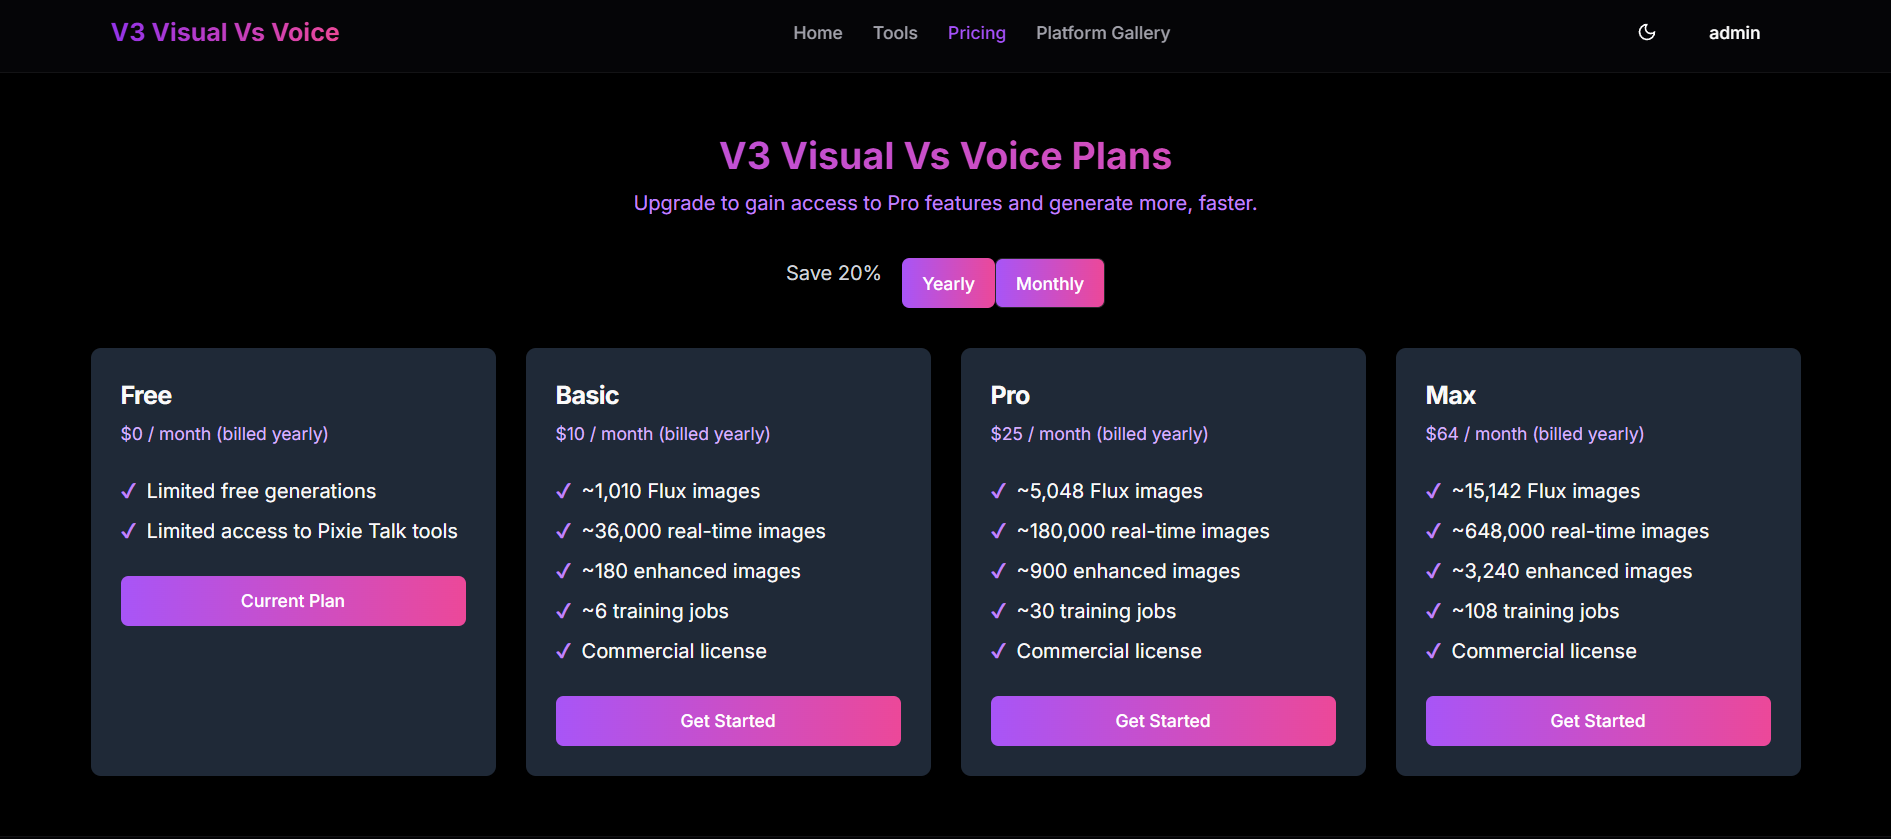 V3 Visual Vs Voice
Home
Tools
Pricing
Platform Gallery
admin
V3 Visual Vs Voice Plans
Upgrade to gain access to Pro features and generate more, faster.
Save 20%
Yearly
Monthly
Free
$0 / month (billed yearly)
Limited free generations
Limited access to Pixie Talk tools
Current Plan
Basic
$10 / month (billed yearly)
~1,010 Flux images
~36,000 real-time images
~180 enhanced images
~6 training jobs
Commercial license
Get Started
Pro
$25 / month (billed yearly)
~5,048 Flux images
~180,000 real-time images
~900 enhanced images
~30 training jobs
Commercial license
Get Started
Max
$64 / month (billed yearly)
~15,142 Flux images
~648,000 real-time images
~3,240 enhanced images
~108 training jobs
Commercial license
Get Started